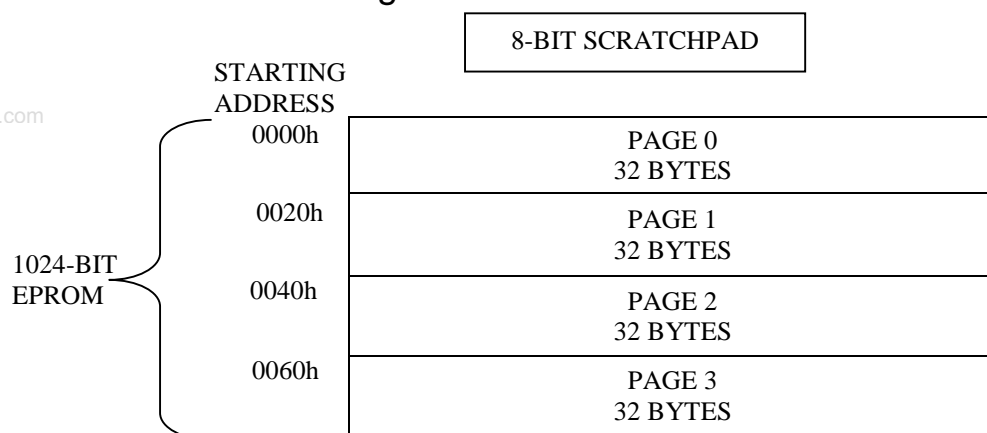 8-BIT SCRATCHPAD
STARTING
ADDRESS
.com
0000h
PAGE 0
32 BYTES
0020h
PAGE 1
32 BYTES
1024-BIT
EPROM
0040h
PAGE 2
32 BYTES
0060h
PAGE 3
32 BYTES